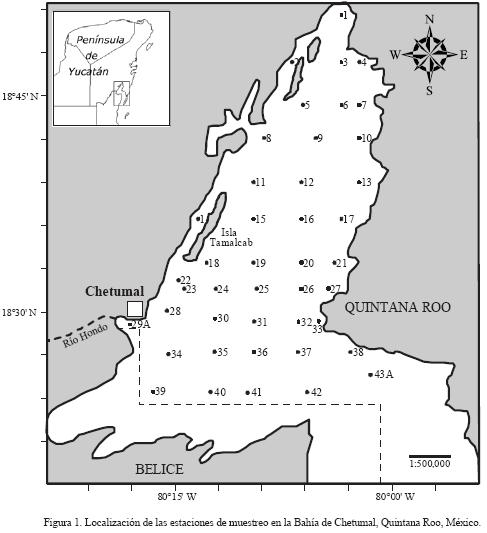 Península
de
Yucatán
N
W
E
S
18°45' N
18°30' N
1
3
4
5
6
7
8
9
10
11
12
13
15
16
17
Isla
Tamalcab
18
19
20
21
22
23
24
25
26
27
Chetumal
QUINTANA ROO
28
29A
30
31
32
33
Río Hondo
34
35
36
37
38
43A
39
40
41
42
BELICE
1:500,000
80°15' W
80°00' W
Figura 1. Localización de las estaciones de muestreo en la Bahía de Chetumal, Quintana Roo, México.